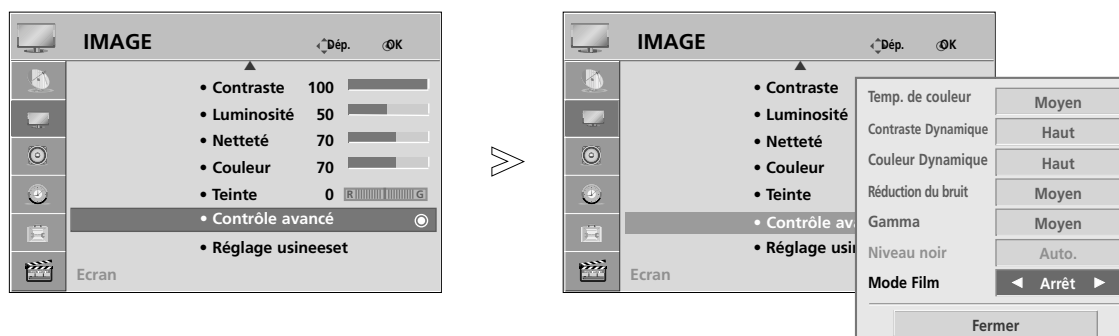 IMAGE
Dép. OK
• Contraste 100
• Luminosité 50
• Netteté 70
• Couleur 70
• Teinte 0 R G
• Contrôle avancé
• Réglage usineeset
Ecran
IMAGE
Dép. OK
• Contraste
• Luminosité
• Netteté
• Couleur
• Teinte
• Contrôle av
• Réglage usi
Ecran
Temp. de couleur Moyen
Contraste Dynamique Haut
Couleur Dynamique Haut
Réduction du bruit Moyen
Gamma Moyen
Niveau noir Auto.
Mode Film ◄ Arrêt ►
Fermer